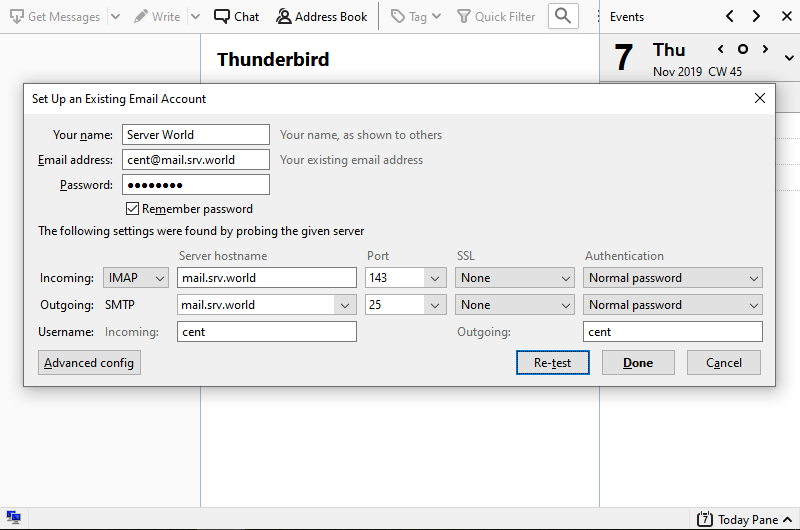 Get Messages Write Chat Address Book Tag Quick Filter Events
Thunderbird
7 Thu
Nov 2019 CW 45
Set Up an Existing Email Account
Your name: Server World Your name, as shown to others
Email address: cent@mail.srv.world Your existing email address
Password: ●●●●●●●●
Remember password
The following settings were found by probing the given server
Server hostname Port SSL Authentication
Incoming: IMAP mail.srv.world 143 None Normal password
Outgoing: SMTP mail.srv.world 25 None Normal password
Username: Incoming: cent Outgoing: cent
Advanced config Re-test Done Cancel
7 Today Pane